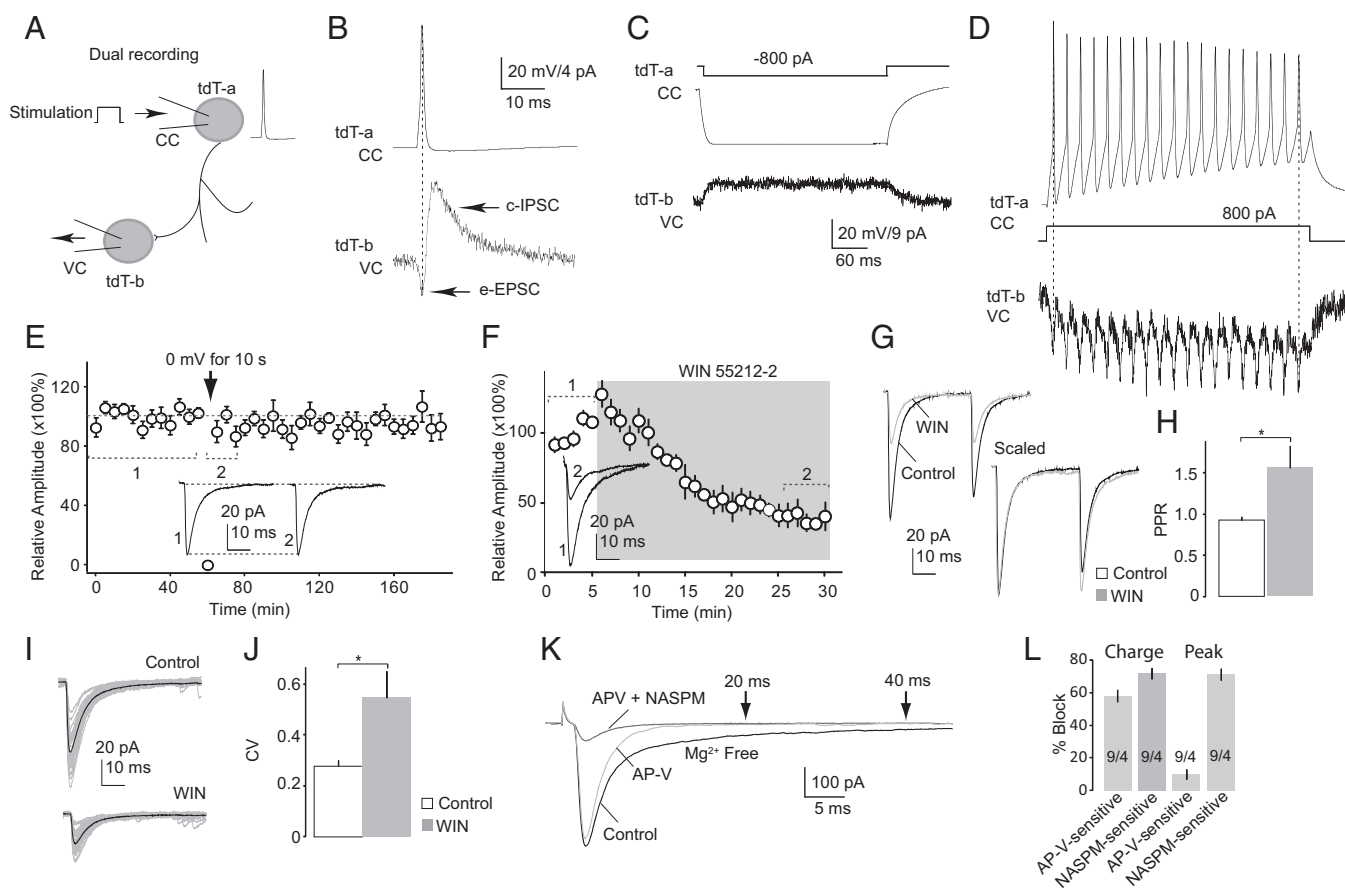 A
Dual recording
tdT-a
Stimulation
CC
VC
tdT-b
B
20 mV/4 pA
10 ms
tdT-a
CC
c-IPSC
tdT-b
VC
e-EPSC
C
tdT-a
-800 pA
CC
tdT-b
VC
20 mV/9 pA
60 ms
D
tdT-a
CC
800 pA
tdT-b
VC
E
0 mV for 10 s
Relative Amplitude (x100%)
120
80
40
0
1
2
20 pA
10 ms
1
2
0
40
80
120
160
Time (min)
F
WIN 55212-2
Relative Amplitude (x100%)
100
50
0
1
2
2
1
20 pA
10 ms
0
5
10
15
20
25
30
Time (min)
G
WIN
Control
Scaled
20 pA
10 ms
H
*
PPR
1.5
1.0
0.5
0
Control
WIN
I
Control
20 pA
10 ms
WIN
J
*
CV
0.6
0.4
0.2
0
Control
WIN
K
20 ms
40 ms
APV + NASPM
Mg²⁺ Free
AP-V
Control
100 pA
5 ms
L
Charge
Peak
% Block
80
60
40
20
0
9/4
9/4
9/4
9/4
AP-V-sensitive
NASPM-sensitive
AP-V-sensitive
NASPM-sensitive